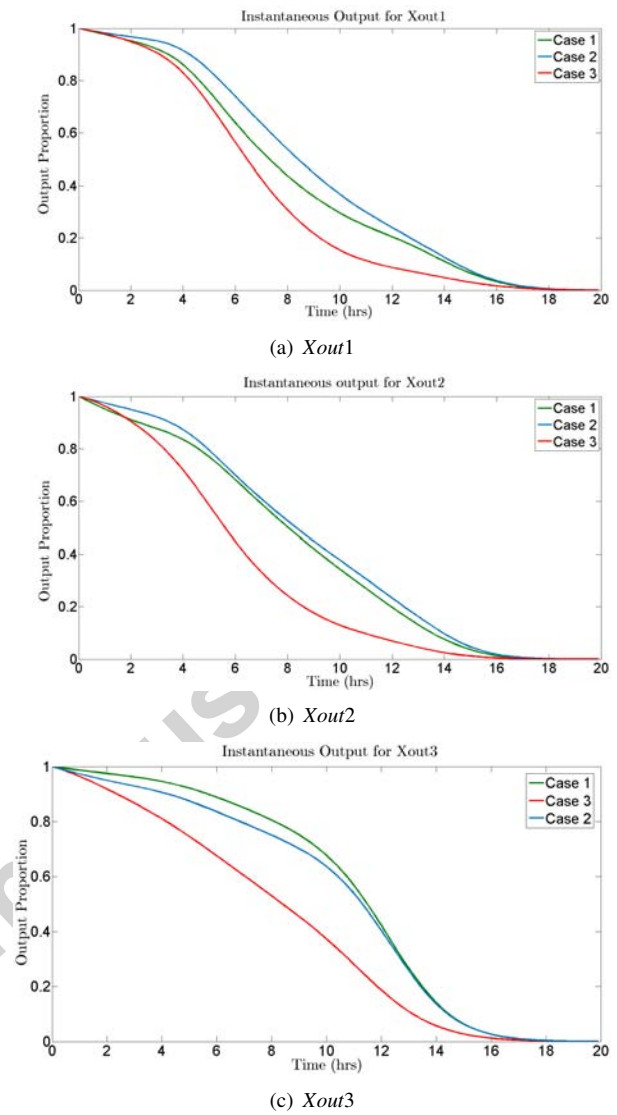 Instantaneous Output for Xout1
Case 1
Case 2
Case 3
Output Proportion
1
0.8
0.6
0.4
0.2
0
0 2 4 6 8 10 12 14 16 18 20
Time (hrs)
(a) Xout1
Instantaneous output for Xout2
Case 1
Case 2
Case 3
Output Proportion
1
0.8
0.6
0.4
0.2
0
0 2 4 6 8 10 12 14 16 18 20
Time (hrs)
(b) Xout2
Instantaneous Output for Xout3
Case 1
Case 3
Case 2
Output Proportion
1
0.8
0.6
0.4
0.2
0
0 2 4 6 8 10 12 14 16 18 20
Time (hrs)
(c) Xout3